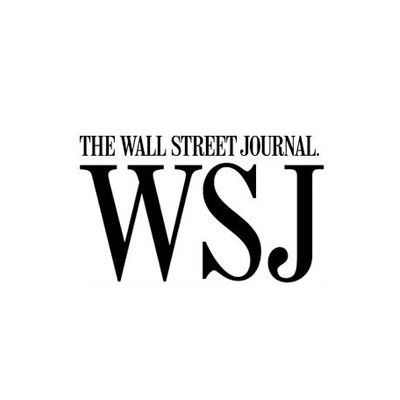 THE WALL STREET JOURNAL.
WSJ